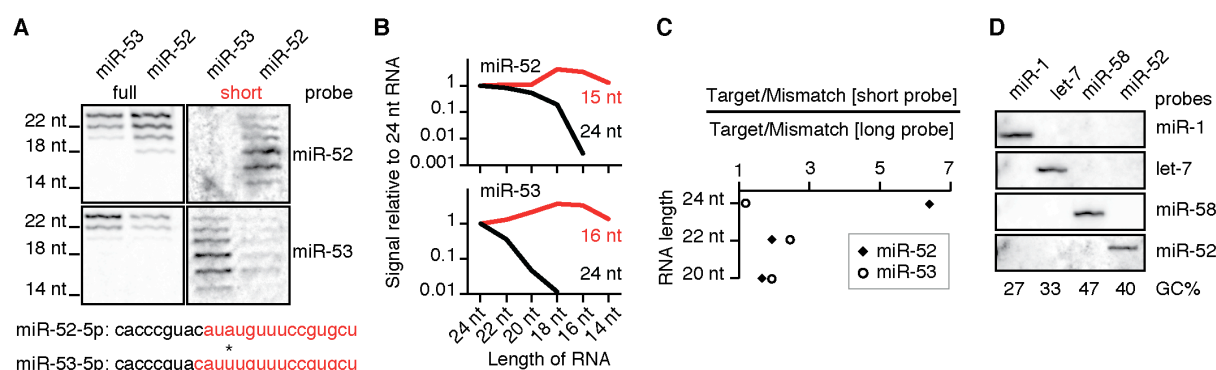 A
miR-53
miR-52
miR-53
miR-52
full
short
probe
22 nt
18 nt
14 nt
miR-52
22 nt
18 nt
14 nt
miR-53
miR-52-5p: cacccguacauauguuuccgugcu
*
miR-53-5p: cacccguacauuuguuuccgugcu
B
Signal relative to 24 nt RNA
miR-52
1
0.1
0.01
0.001
15 nt
24 nt
miR-53
1
0.1
0.01
16 nt
24 nt
24 nt
22 nt
20 nt
18 nt
16 nt
14 nt
Length of RNA
C
Target/Mismatch [short probe]
Target/Mismatch [long probe]
1 3 5 7
RNA length
24 nt
22 nt
20 nt
miR-52
miR-53
D
miR-1
let-7
miR-58
miR-52
probes
miR-1
let-7
miR-58
miR-52
27 33 47 40 GC%